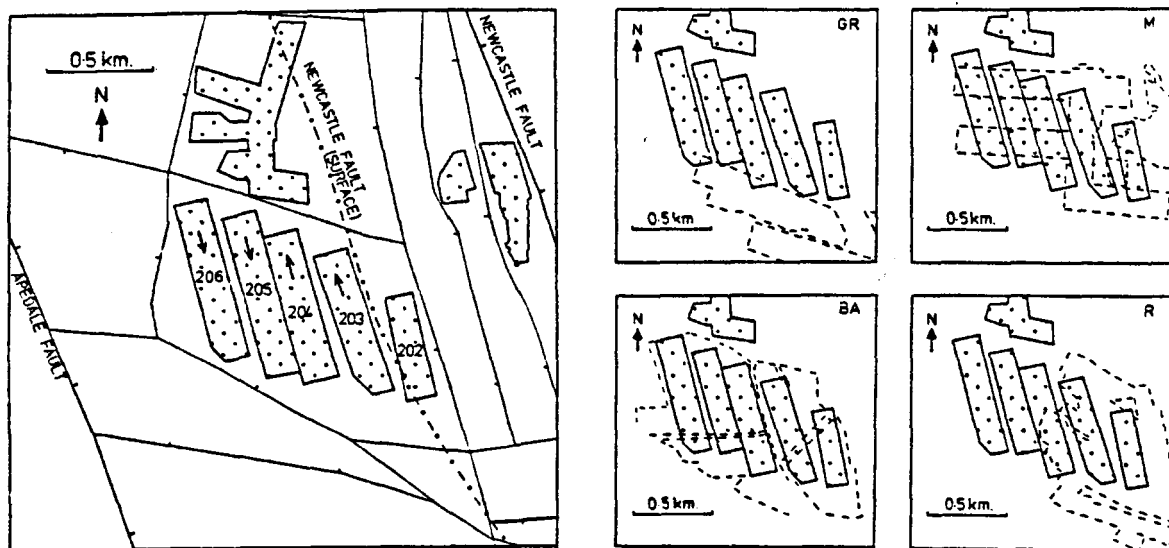 0·5 km.
N
NEWCASTLE FAULT
(SURFACE)
NEWCASTLE FAULT
APEDALE FAULT
206
205
204
203
202
GR
N
0·5 km.
M
N
0·5 km.
BA
N
0·5 km.
R
N
0·5 km.